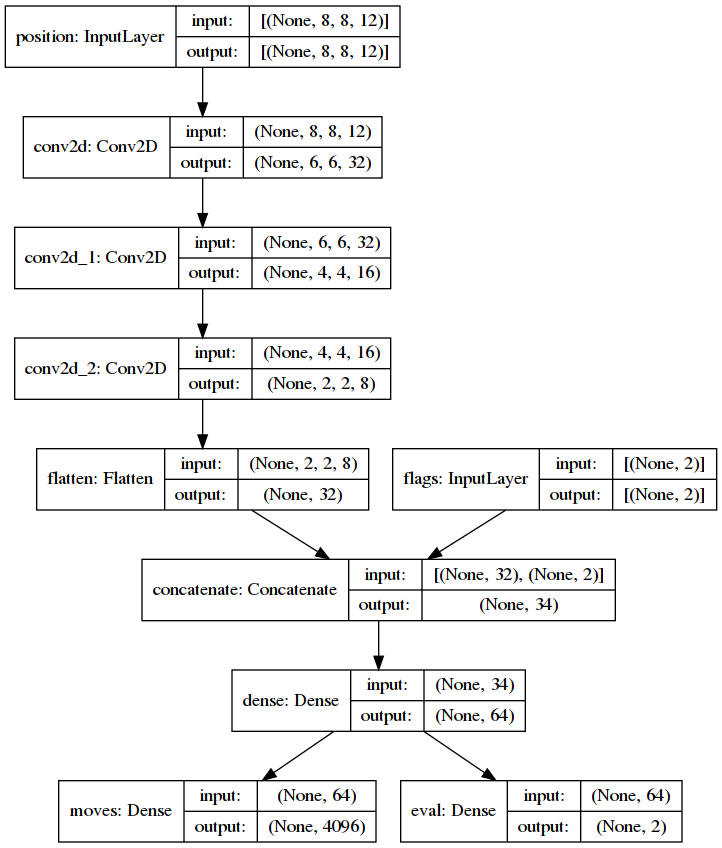 position: InputLayer
input: [(None, 8, 8, 12)]
output: [(None, 8, 8, 12)]
conv2d: Conv2D
input: (None, 8, 8, 12)
output: (None, 6, 6, 32)
conv2d_1: Conv2D
input: (None, 6, 6, 32)
output: (None, 4, 4, 16)
conv2d_2: Conv2D
input: (None, 4, 4, 16)
output: (None, 2, 2, 8)
flatten: Flatten
input: (None, 2, 2, 8)
output: (None, 32)
flags: InputLayer
input: [(None, 2)]
output: [(None, 2)]
concatenate: Concatenate
input: [(None, 32), (None, 2)]
output: (None, 34)
dense: Dense
input: (None, 34)
output: (None, 64)
moves: Dense
input: (None, 64)
output: (None, 4096)
eval: Dense
input: (None, 64)
output: (None, 2)